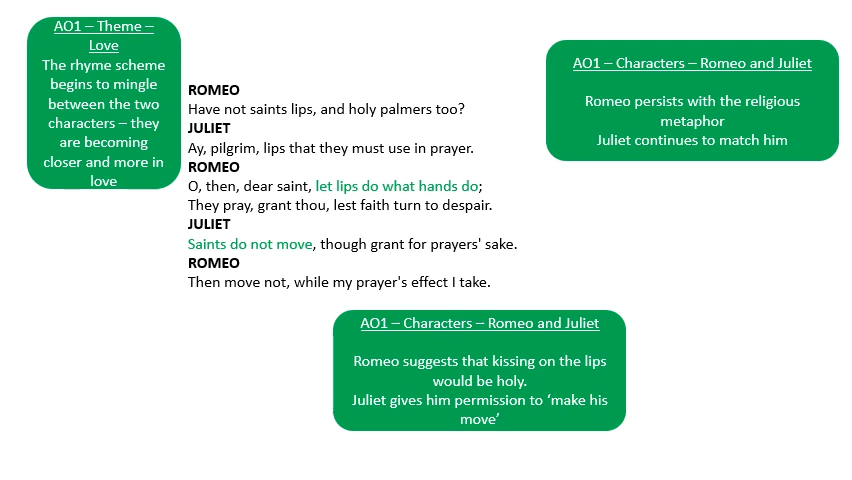 AO1 – Theme –
Love
The rhyme scheme
begins to mingle
between the two
characters – they
are becoming
closer and more in
love
AO1 – Characters – Romeo and Juliet
Romeo persists with the religious
metaphor
Juliet continues to match him
ROMEO
Have not saints lips, and holy palmers too?
JULIET
Ay, pilgrim, lips that they must use in prayer.
ROMEO
O, then, dear saint, let lips do what hands do;
They pray, grant thou, lest faith turn to despair.
JULIET
Saints do not move, though grant for prayers' sake.
ROMEO
Then move not, while my prayer's effect I take.
AO1 – Characters – Romeo and Juliet
Romeo suggests that kissing on the lips
would be holy.
Juliet gives him permission to ‘make his
move’